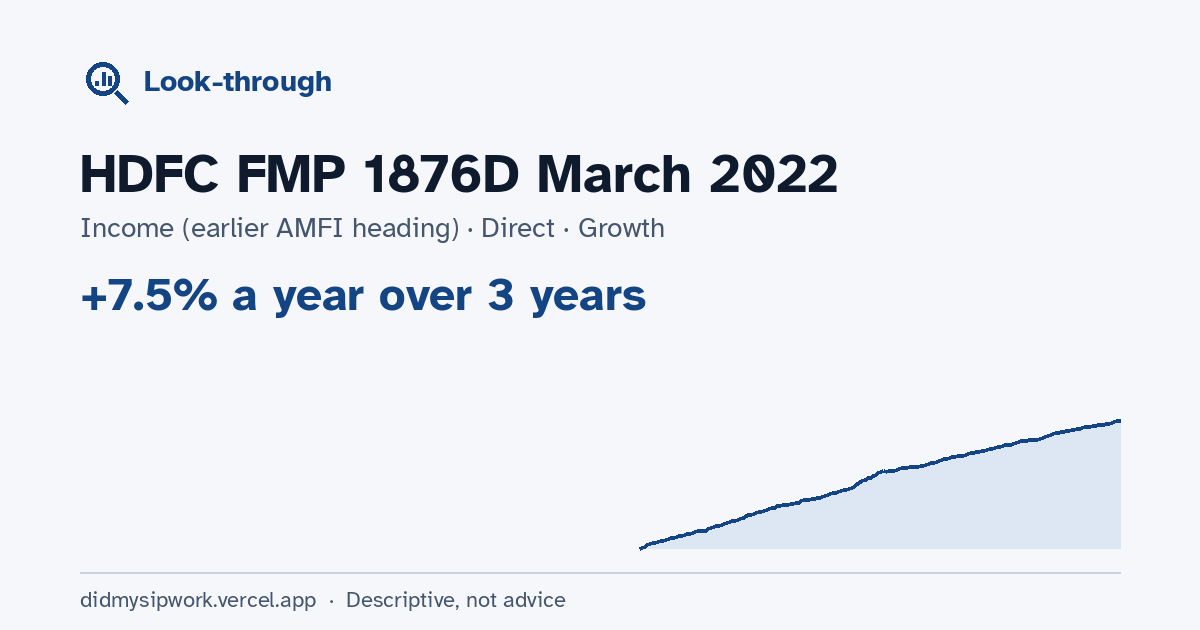 Look-through
HDFC FMP 1876D March 2022
Income (earlier AMFI heading) · Direct · Growth
+7.5% a year over 3 years
didmysipwork.vercel.app · Descriptive, not advice